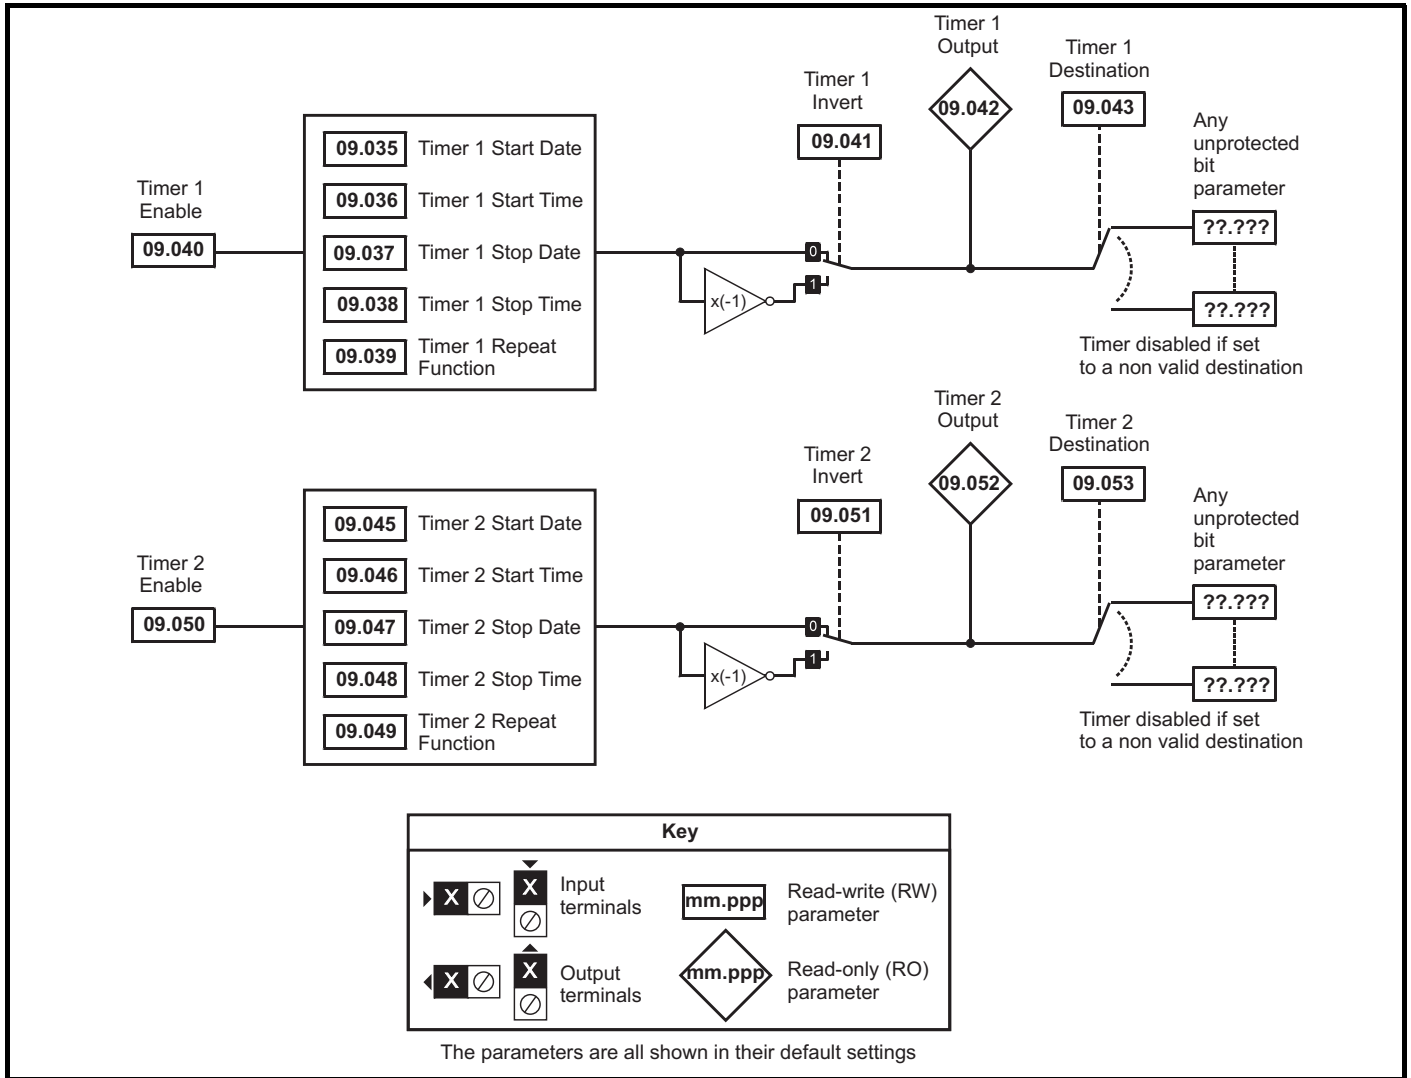 Timer 1
Output
Timer 1
Destination
Timer 1
Invert
09.042
09.043
Any
unprotected
bit
parameter
09.041
09.035 Timer 1 Start Date
Timer 1
Enable
09.036 Timer 1 Start Time
??.???
09.040
09.037 Timer 1 Stop Date
0
1
x(-1)
09.038 Timer 1 Stop Time
??.???
09.039 Timer 1 Repeat
Function
Timer disabled if set
to a non valid destination
Timer 2
Output
Timer 2
Destination
Timer 2
Invert
09.052
09.053
Any
unprotected
bit
parameter
09.051
09.045 Timer 2 Start Date
Timer 2
Enable
09.046 Timer 2 Start Time
??.???
09.050
09.047 Timer 2 Stop Date
0
1
x(-1)
09.048 Timer 2 Stop Time
??.???
09.049 Timer 2 Repeat
Function
Timer disabled if set
to a non valid destination
Key
X
X
Input
terminals
mm.ppp
Read-write (RW)
parameter
X
X
Output
terminals
mm.ppp
Read-only (RO)
parameter
The parameters are all shown in their default settings